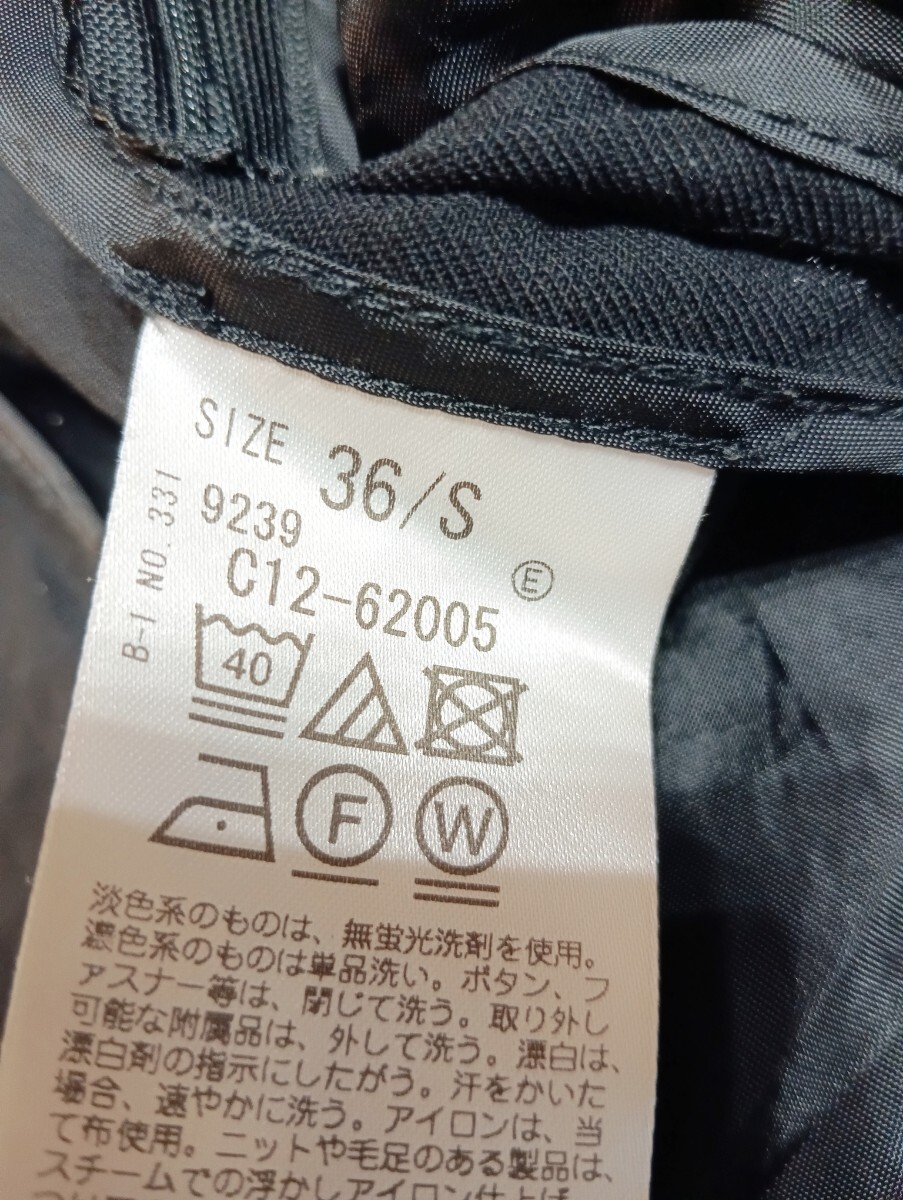 SIZE 36/S
9239
C12-62005 Ⓔ
B-1 NO.331
40
F W
淡色系のものは、無蛍光洗剤を使用。
濃色系のものは単品洗い。ボタン、フ
ァスナー等は、閉じて洗う。取り外し
可能な附属品は、外して洗う。漂白は、
漂白剤の指示にしたがう。汗をかいた
場合、速やかに洗う。アイロンは、当
て布使用。ニットや毛足のある製品は、
スチームでの浮かしアイロン仕上げ